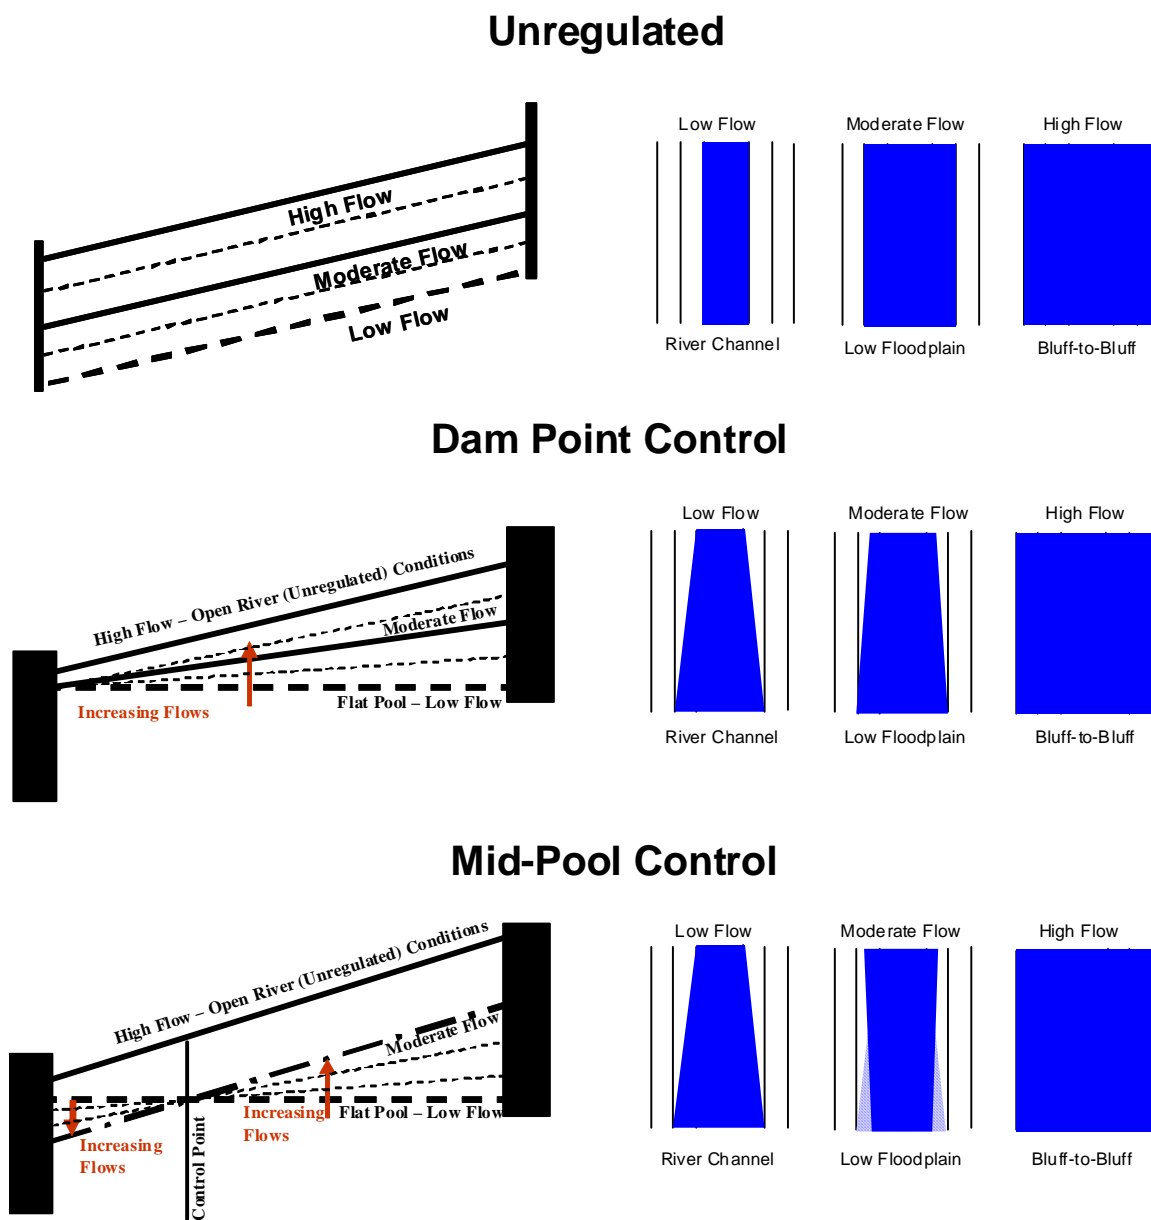 Unregulated
High Flow
Moderate Flow
Low Flow
Low Flow
Moderate Flow
High Flow
River Channel
Low Floodplain
Bluff-to-Bluff
Dam Point Control
High Flow – Open River (Unregulated) Conditions
Moderate Flow
Flat Pool – Low Flow
Increasing Flows
Low Flow
Moderate Flow
High Flow
River Channel
Low Floodplain
Bluff-to-Bluff
Mid-Pool Control
High Flow – Open River (Unregulated) Conditions
Moderate Flow
Flat Pool – Low Flow
Increasing
Flows
Increasing
Flows
Control Point
Low Flow
Moderate Flow
High Flow
River Channel
Low Floodplain
Bluff-to-Bluff